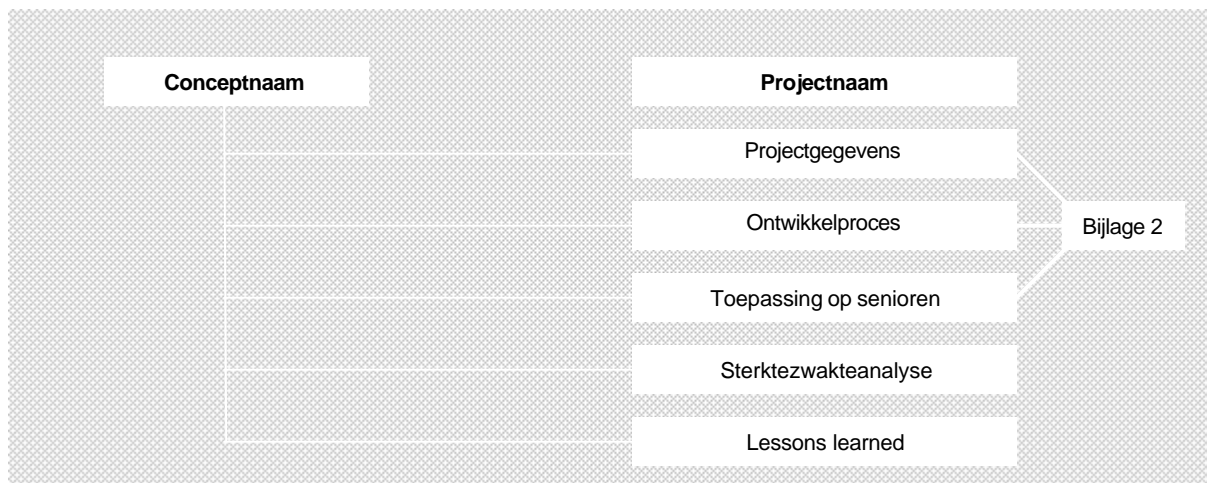 Conceptnaam
Projectnaam
Projectgegevens
Ontwikkelproces
Bijlage 2
Toepassing op senioren
Sterktezwakteanalyse
Lessons learned